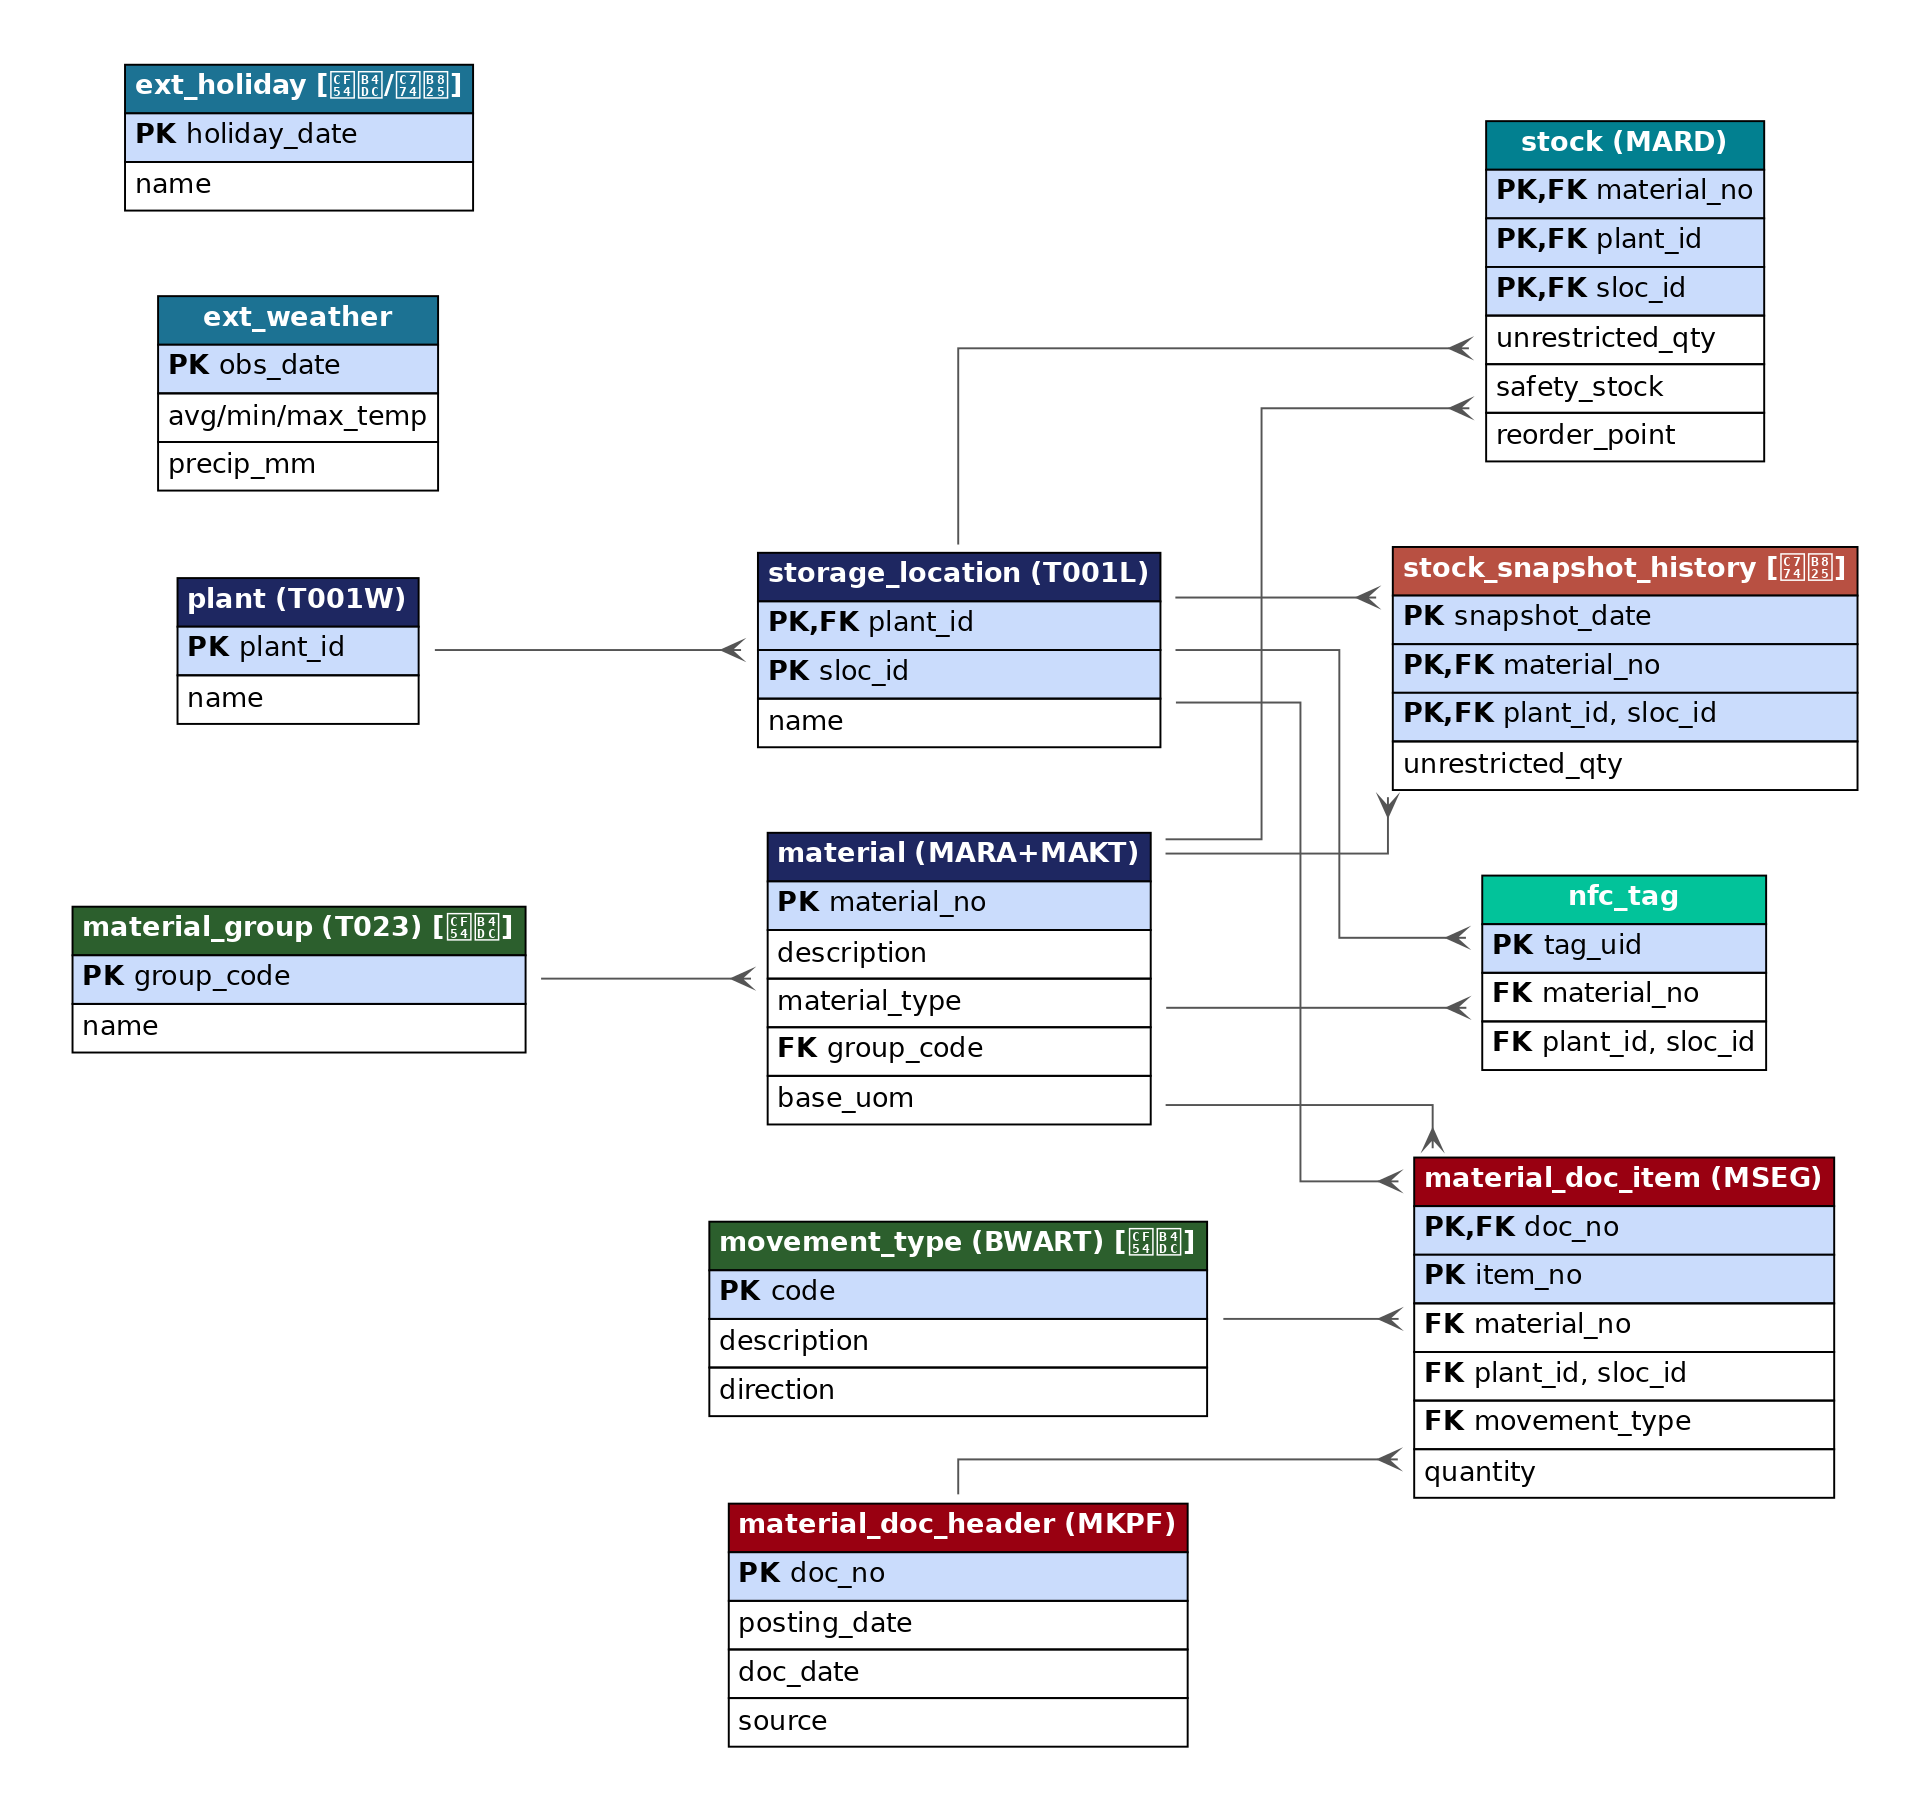 ext_holiday [/]
PK holiday_date
name
ext_weather
PK obs_date
avg/min/max_temp
precip_mm
plant (T001W)
PK plant_id
name
material_group (T023) []
PK group_code
name
storage_location (T001L)
PK,FK plant_id
PK sloc_id
name
material (MARA+MAKT)
PK material_no
description
material_type
FK group_code
base_uom
movement_type (BWART) []
PK code
description
direction
material_doc_header (MKPF)
PK doc_no
posting_date
doc_date
source
stock (MARD)
PK,FK material_no
PK,FK plant_id
PK,FK sloc_id
unrestricted_qty
safety_stock
reorder_point
stock_snapshot_history []
PK snapshot_date
PK,FK material_no
PK,FK plant_id, sloc_id
unrestricted_qty
nfc_tag
PK tag_uid
FK material_no
FK plant_id, sloc_id
material_doc_item (MSEG)
PK,FK doc_no
PK item_no
FK material_no
FK plant_id, sloc_id
FK movement_type
quantity